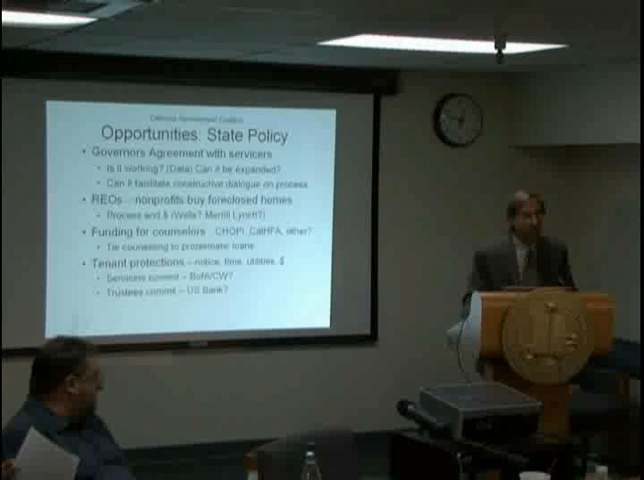 California Reinvestment Coalition
Opportunities: State Policy
• Governors Agreement with servicers
• Is it working? (Data) Can it be expanded?
• Can it facilitate constructive dialogue on process
• REOs – nonprofits buy foreclosed homes
• Process and $ (Wells? Merrill Lynch?)
• Funding for counselors – CHOPI, CalHFA, other?
• Tie counseling to problematic loans
• Tenant protections – notice, time, utilities, $
• Servicers commit – BoNY/CW?
• Trustees commit – US Bank?